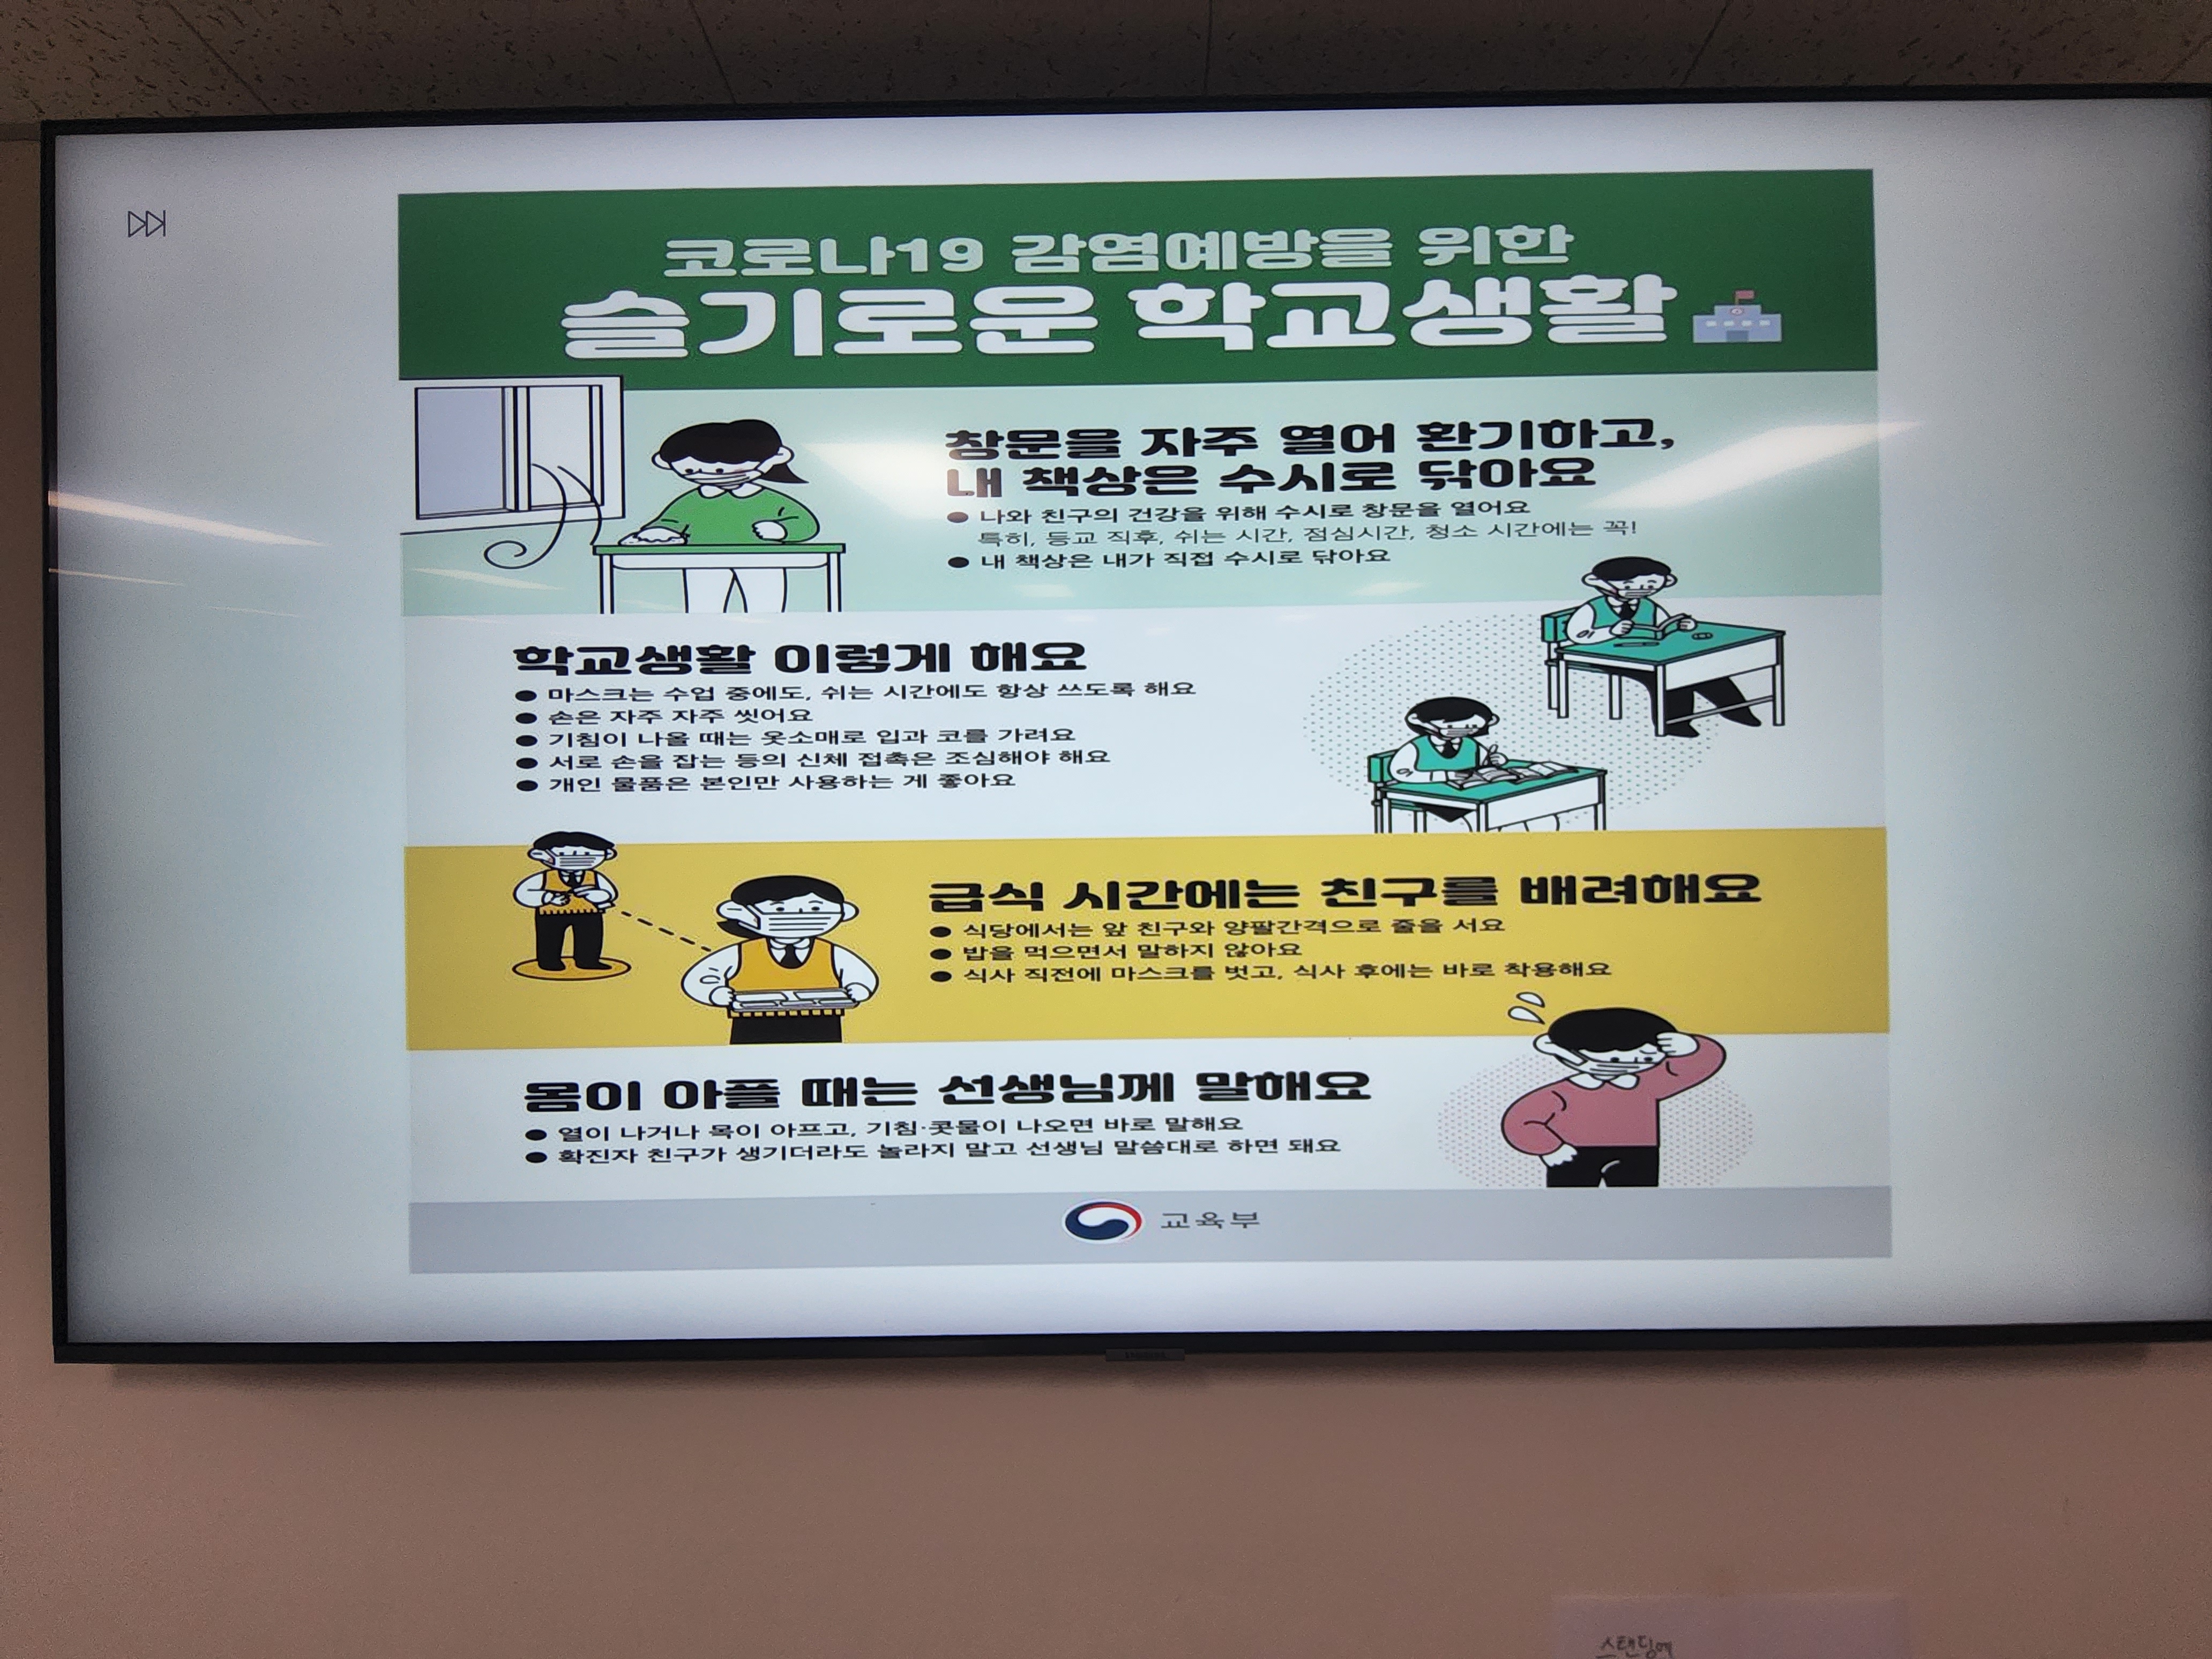 코로나19 감염예방을 위한
슬기로운 학교생활
창문을 자주 열어 환기하고,
내 책상은 수시로 닦아요
● 나와 친구의 건강을 위해 수시로 창문을 열어요
특히, 등교 직후, 쉬는 시간, 점심시간, 청소 시간에는 꼭!
● 내 책상은 내가 직접 수시로 닦아요
학교생활 이렇게 해요
● 마스크는 수업 중에도, 쉬는 시간에도 항상 쓰도록 해요
● 손은 자주 자주 씻어요
● 기침이 나올 때는 옷소매로 입과 코를 가려요
● 서로 손을 잡는 등의 신체 접촉은 조심해야 해요
● 개인 물품은 본인만 사용하는 게 좋아요
급식 시간에는 친구를 배려해요
● 식당에서는 앞 친구와 양팔간격으로 줄을 서요
● 밥을 먹으면서 말하지 않아요
● 식사 직전에 마스크를 벗고, 식사 후에는 바로 착용해요
몸이 아플 때는 선생님께 말해요
● 열이 나거나 목이 아프고, 기침·콧물이 나오면 바로 말해요
● 확진자 친구가 생기더라도 놀라지 말고 선생님 말씀대로 하면 돼요
교육부
스탠딩에